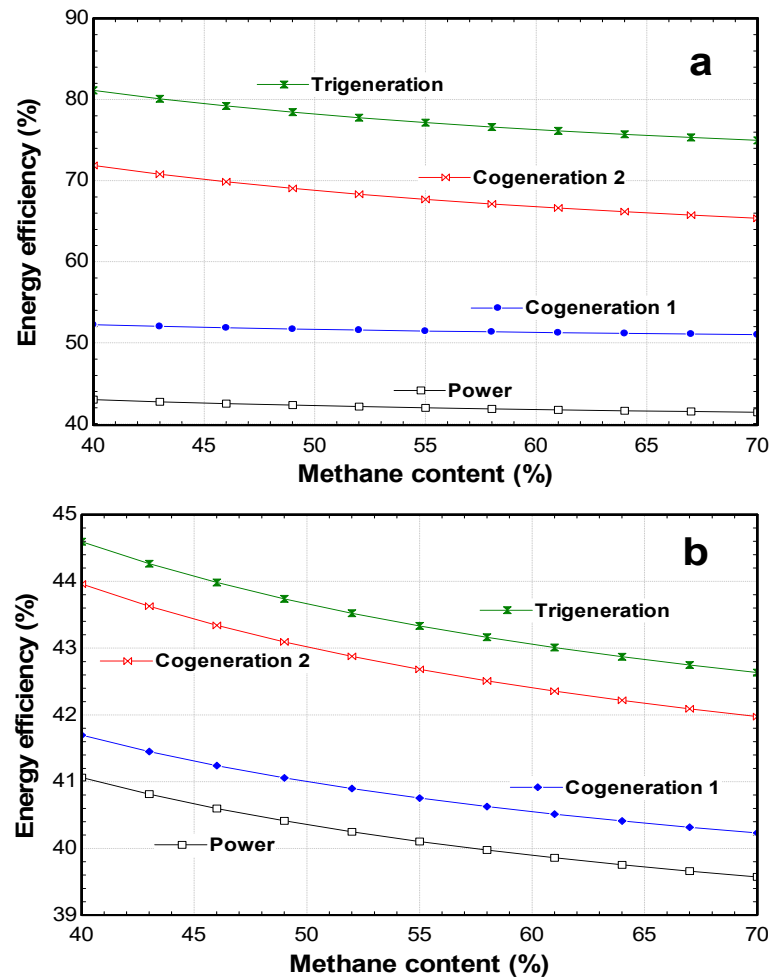 90
a
Trigeneration
80
Cogeneration 2
70
60
Cogeneration 1
50
Power
40
Energy efficiency (%)
40 45 50 55 60 65 70
Methane content (%)
45
b
44
Trigeneration
43
Cogeneration 2
42
Cogeneration 1
41
Power
40
39
Energy efficiency (%)
40 45 50 55 60 65 70
Methane content (%)